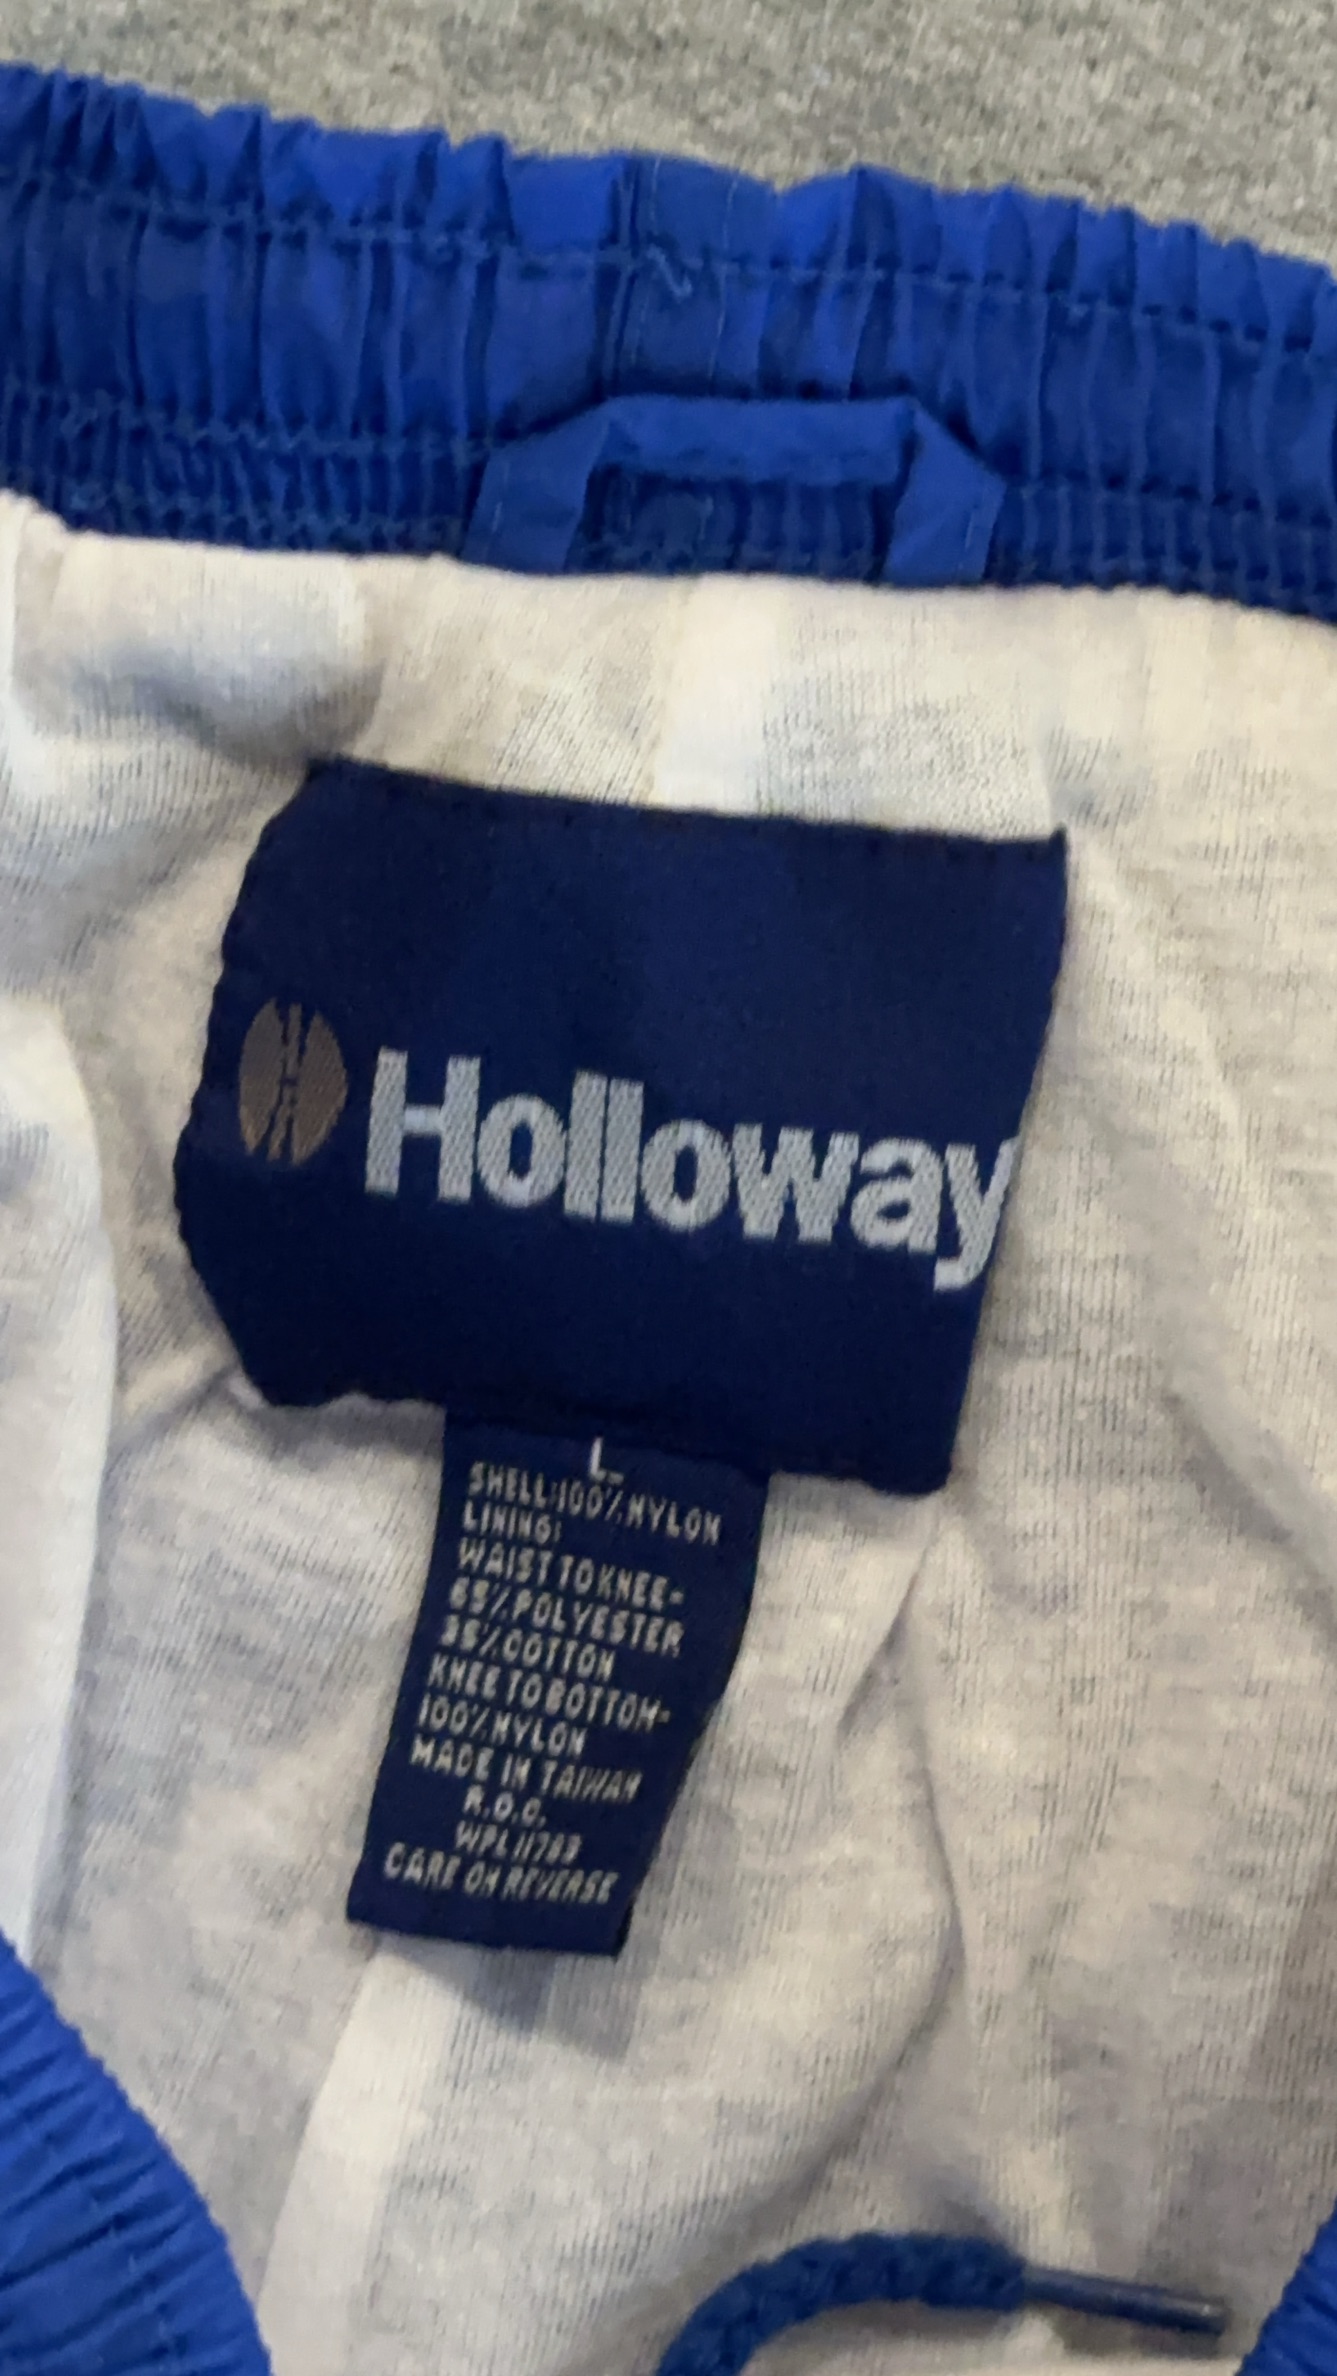 Holloway
L
SHELL:100% NYLON
LINING:
WAIST TO KNEE-
65% POLYESTER
35% COTTON
KNEE TO BOTTOM-
100% NYLON
MADE IN TAIWAN
R.O.C.
WPL 11783
CARE ON REVERSE